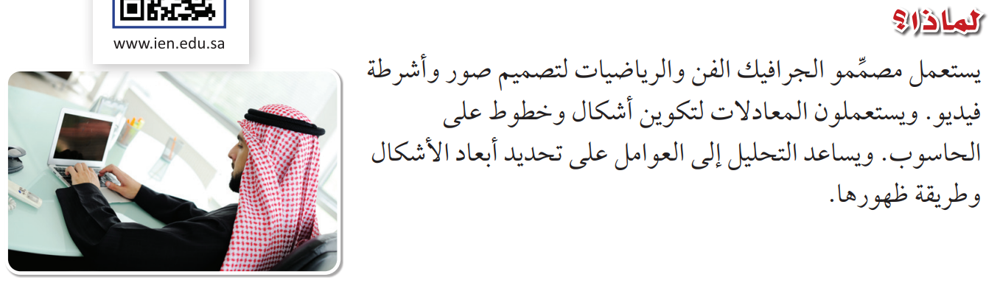 لماذا؟
www.ien.edu.sa
يستعمل مصمِّمو الجرافيك الفن والرياضيات لتصميم صور وأشرطة
فيديو. ويستعملون المعادلات لتكوين أشكال وخطوط على
الحاسوب. ويساعد التحليل إلى العوامل على تحديد أبعاد الأشكال
وطريقة ظهورها.